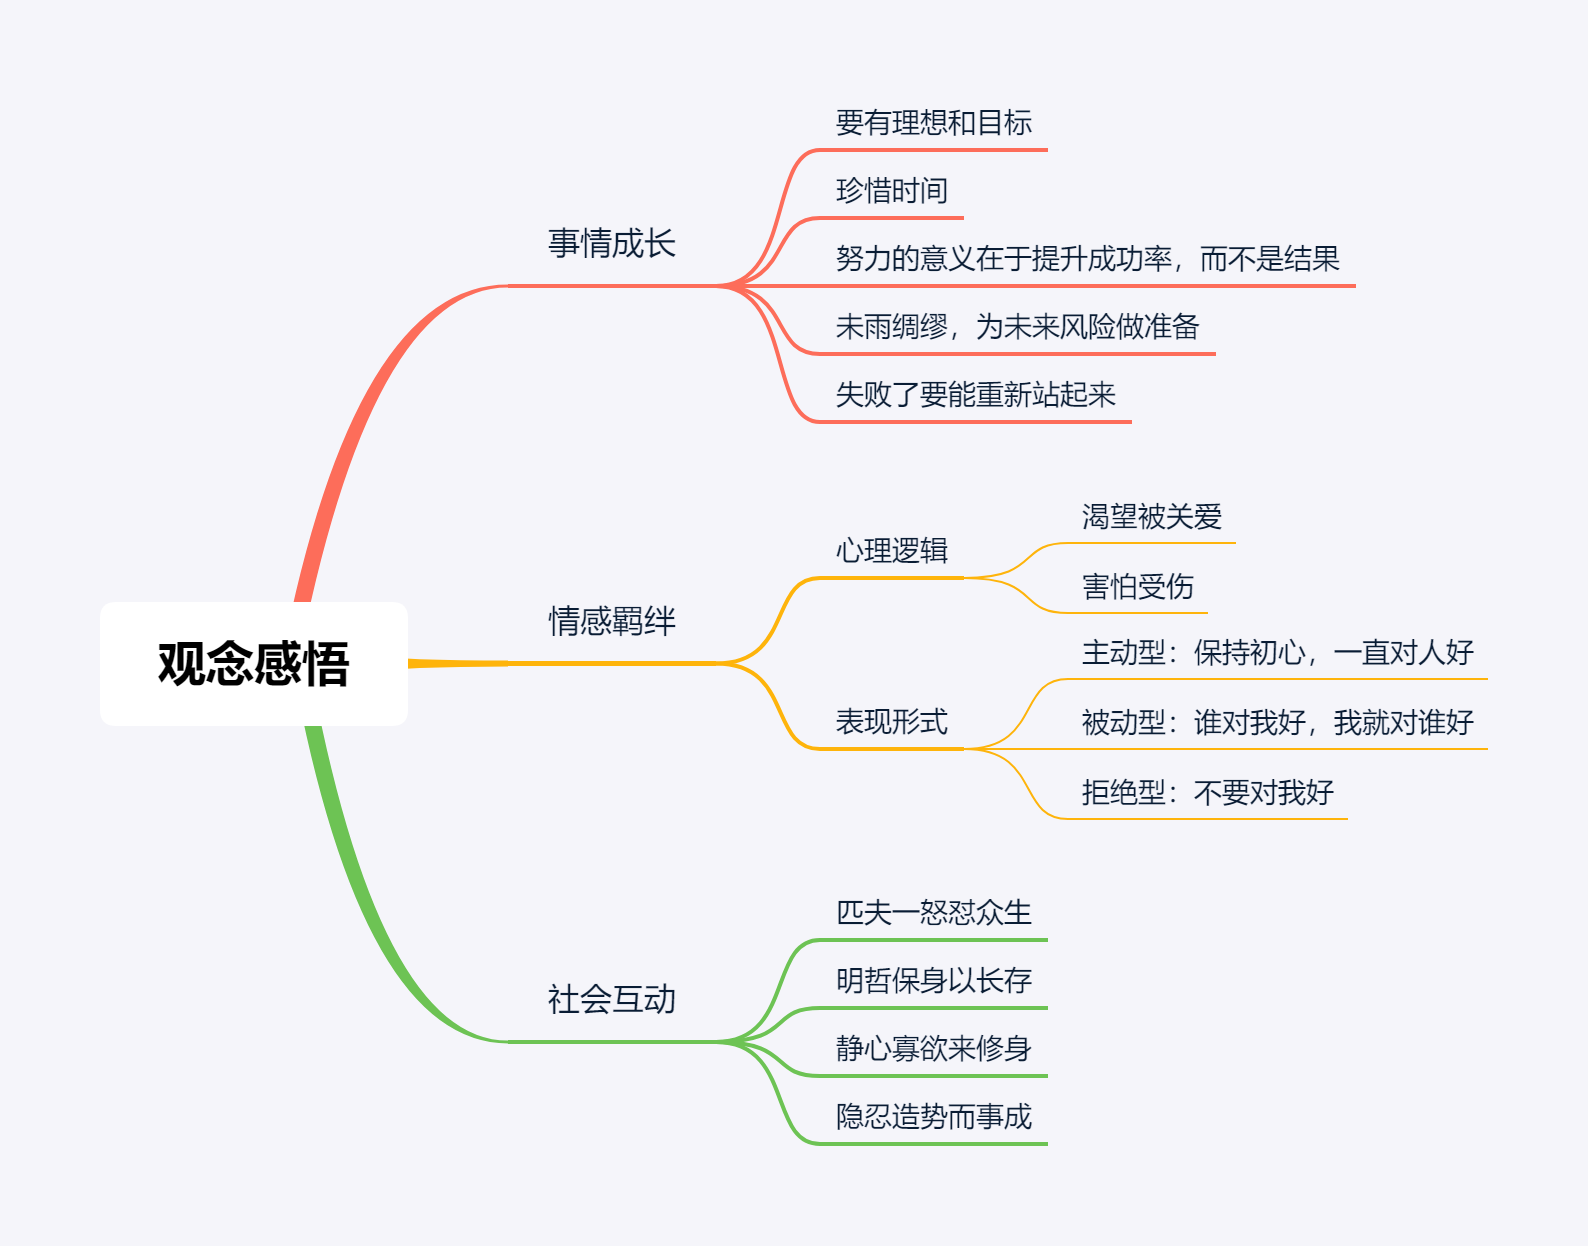 观念感悟
事情成长
要有理想和目标
珍惜时间
努力的意义在于提升成功率，而不是结果
未雨绸缪，为未来风险做准备
失败了要能重新站起来
情感羁绊
心理逻辑
渴望被关爱
害怕受伤
表现形式
主动型：保持初心，一直对人好
被动型：谁对我好，我就对谁好
拒绝型：不要对我好
社会互动
匹夫一怒怼众生
明哲保身以长存
静心寡欲来修身
隐忍造势而事成